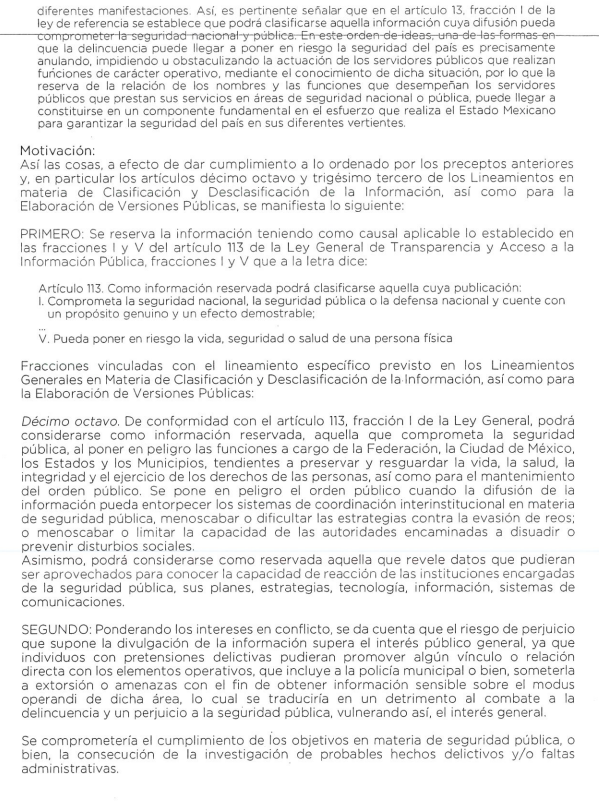 diferentes manifestaciones. Así, es pertinente señalar que en el artículo 13, fracción I de la
ley de referencia se establece que podrá clasificarse aquella información cuya difusión pueda
comprometer la seguridad nacional y pública. En este orden de ideas, una de las formas en
que la delincuencia puede llegar a poner en riesgo la seguridad del país es precisamente
anulando, impidiendo u obstaculizando la actuación de los servidores públicos que realizan
funciones de carácter operativo, mediante el conocimiento de dicha situación, por lo que la
reserva de la relación de los nombres y las funciones que desempeñan los servidores
públicos que prestan sus servicios en áreas de seguridad nacional o pública, puede llegar a
constituirse en un componente fundamental en el esfuerzo que realiza el Estado Mexicano
para garantizar la seguridad del país en sus diferentes vertientes.
Motivación:
Así las cosas, a efecto de dar cumplimiento a lo ordenado por los preceptos anteriores
y, en particular los artículos décimo octavo y trigésimo tercero de los Lineamientos en
materia de Clasificación y Desclasificación de la Información, así como para la
Elaboración de Versiones Públicas, se manifiesta lo siguiente:
PRIMERO: Se reserva la información teniendo como causal aplicable lo establecido en
las fracciones I y V del artículo 113 de la Ley General de Transparencia y Acceso a la
Información Pública, fracciones I y V que a la letra dice:
Artículo 113. Como información reservada podrá clasificarse aquella cuya publicación:
I. Comprometa la seguridad nacional, la seguridad pública o la defensa nacional y cuente con
un propósito genuino y un efecto demostrable;
...
V. Pueda poner en riesgo la vida, seguridad o salud de una persona física
Fracciones vinculadas con el lineamiento específico previsto en los Lineamientos
Generales en Materia de Clasificación y Desclasificación de la Información, así como para
la Elaboración de Versiones Públicas:
Décimo octavo. De conformidad con el artículo 113, fracción I de la Ley General, podrá
considerarse como información reservada, aquella que comprometa la seguridad
pública, al poner en peligro las funciones a cargo de la Federación, la Ciudad de México,
los Estados y los Municipios, tendientes a preservar y resguardar la vida, la salud, la
integridad y el ejercicio de los derechos de las personas, así como para el mantenimiento
del orden público. Se pone en peligro el orden público cuando la difusión de la
información pueda entorpecer los sistemas de coordinación interinstitucional en materia
de seguridad pública, menoscabar o dificultar las estrategias contra la evasión de reos;
o menoscabar o limitar la capacidad de las autoridades encaminadas a disuadir o
prevenir disturbios sociales.
Asimismo, podrá considerarse como reservada aquella que revele datos que pudieran
ser aprovechados para conocer la capacidad de reacción de las instituciones encargadas
de la seguridad pública, sus planes, estrategias, tecnología, información, sistemas de
comunicaciones.
SEGUNDO: Ponderando los intereses en conflicto, se da cuenta que el riesgo de perjuicio
que supone la divulgación de la información supera el interés público general, ya que
individuos con pretensiones delictivas pudieran promover algún vínculo o relación
directa con los elementos operativos, que incluye a la policía municipal o bien, someterla
a extorsión o amenazas con el fin de obtener información sensible sobre el modus
operandi de dicha área, lo cual se traduciría en un detrimento al combate a la
delincuencia y un perjuicio a la seguridad pública, vulnerando así, el interés general.
Se comprometería el cumplimiento de los objetivos en materia de seguridad pública, o
bien, la consecución de la investigación de probables hechos delictivos y/o faltas
administrativas.